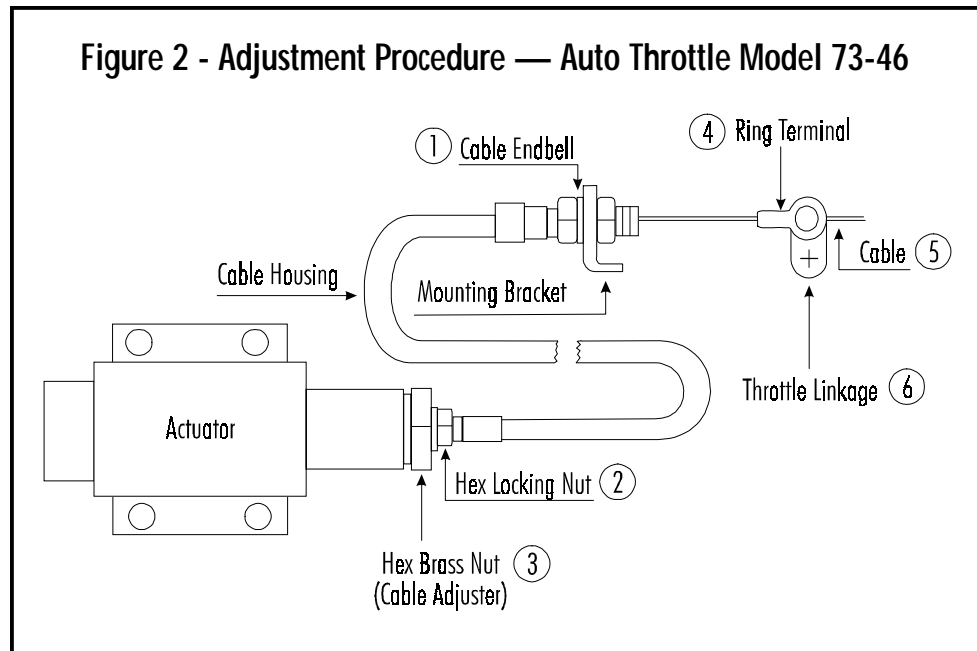 Figure 2 - Adjustment Procedure — Auto Throttle Model 73-46
4 Ring Terminal
1 Cable Endbell
Cable 5
Cable Housing
Mounting Bracket
Throttle Linkage 6
Actuator
Hex Locking Nut 2
Hex Brass Nut 3
(Cable Adjuster)